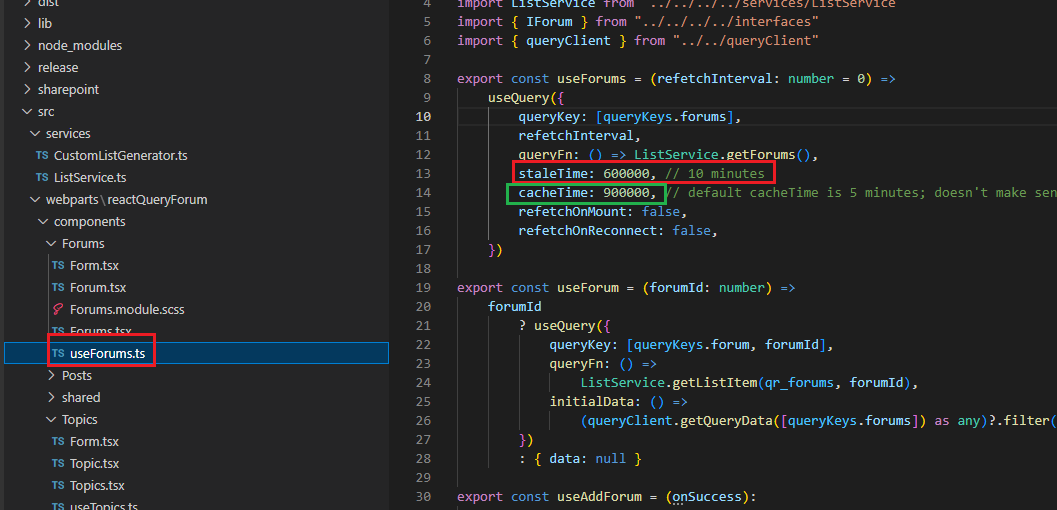 dist
lib
node_modules
release
sharepoint
src
services
TS CustomListGenerator.ts
TS ListService.ts
webparts\reactQueryForum
components
Forums
TS Form.tsx
TS Forum.tsx
Forums.module.scss
TS Forums.tsx
TS useForums.ts
Posts
shared
Topics
TS Form.tsx
TS Topic.tsx
TS Topics.tsx
TS useTopics.ts
4 import ListService from "../../../../services/ListService"
5 import { IForum } from "../../../interfaces"
6 import { queryClient } from "../../queryClient"
7
8 export const useForums = (refetchInterval: number = 0) =>
9 useQuery({
10 queryKey: [queryKeys.forums],
11 refetchInterval,
12 queryFn: () => ListService.getForums(),
13 staleTime: 600000, // 10 minutes
14 cacheTime: 900000, // default cacheTime is 5 minutes; doesn't make sen
15 refetchOnMount: false,
16 refetchOnReconnect: false,
17 })
18
19 export const useForum = (forumId: number) =>
20 forumId
21 ? useQuery({
22 queryKey: [queryKeys.forum, forumId],
23 queryFn: () =>
24 ListService.getListItem(qr_forums, forumId),
25 initialData: () =>
26 (queryClient.getQueryData([queryKeys.forums]) as any)?.filter(
27 })
28 : { data: null }
29
30 export const useAddForum = (onSuccess):